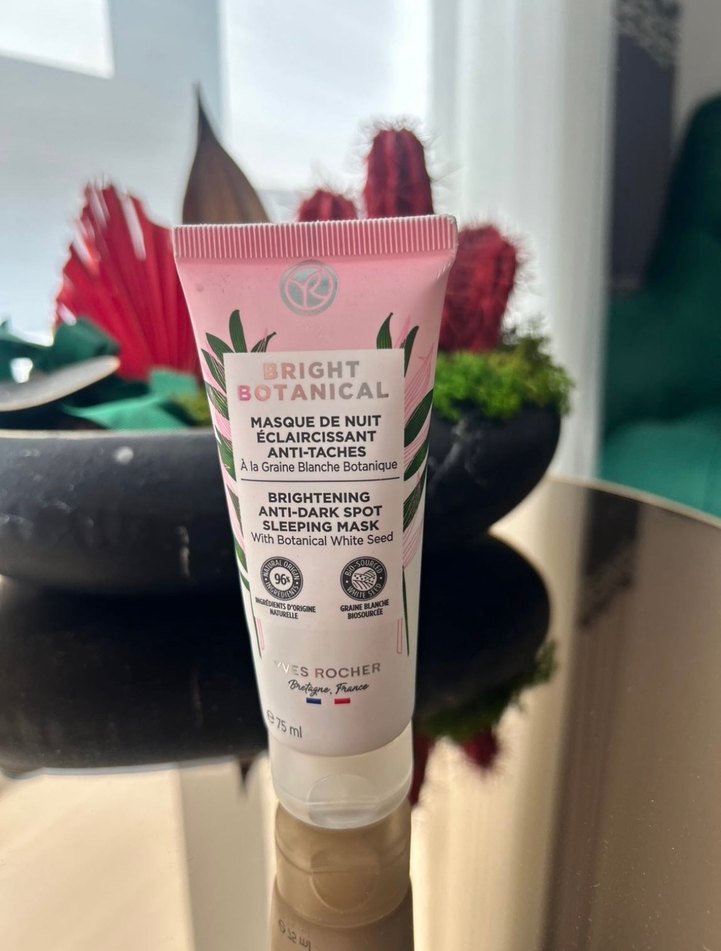 YR
BRIGHT
BOTANICAL
MASQUE DE NUIT
ÉCLAIRCISSANT
ANTI-TACHES
À la Graine Blanche Botanique
BRIGHTENING
ANTI-DARK SPOT
SLEEPING MASK
With Botanical White Seed
NATURAL ORIGIN
96%
INGREDIENTS
INGRÉDIENTS D'ORIGINE
NATURELLE
BIO-SOURCED
WHITE SEED
GRAINE BLANCHE
BIOSOURCÉE
YVES ROCHER
Bretagne, France
℮ 75 ml